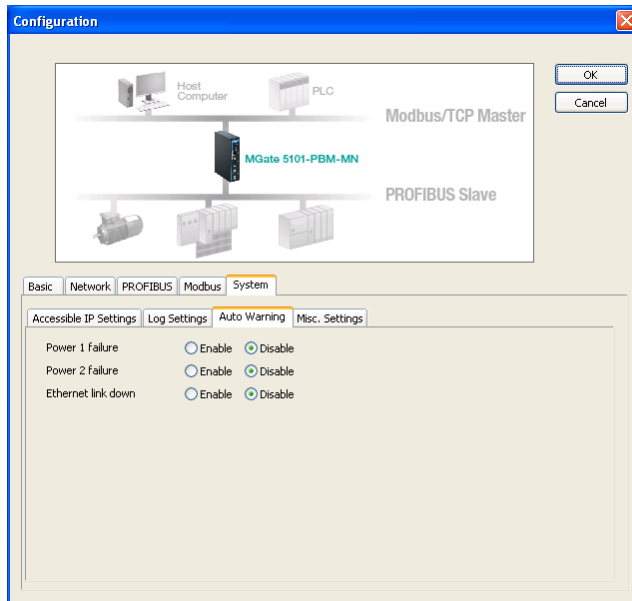 Configuration
OK
Cancel
Host
Computer
PLC
Modbus/TCP Master
MGate 5101-PBM-MN
PROFIBUS Slave
Basic Network PROFIBUS Modbus System
Accessible IP Settings Log Settings Auto Warning Misc. Settings
Power 1 failure Enable Disable
Power 2 failure Enable Disable
Ethernet link down Enable Disable